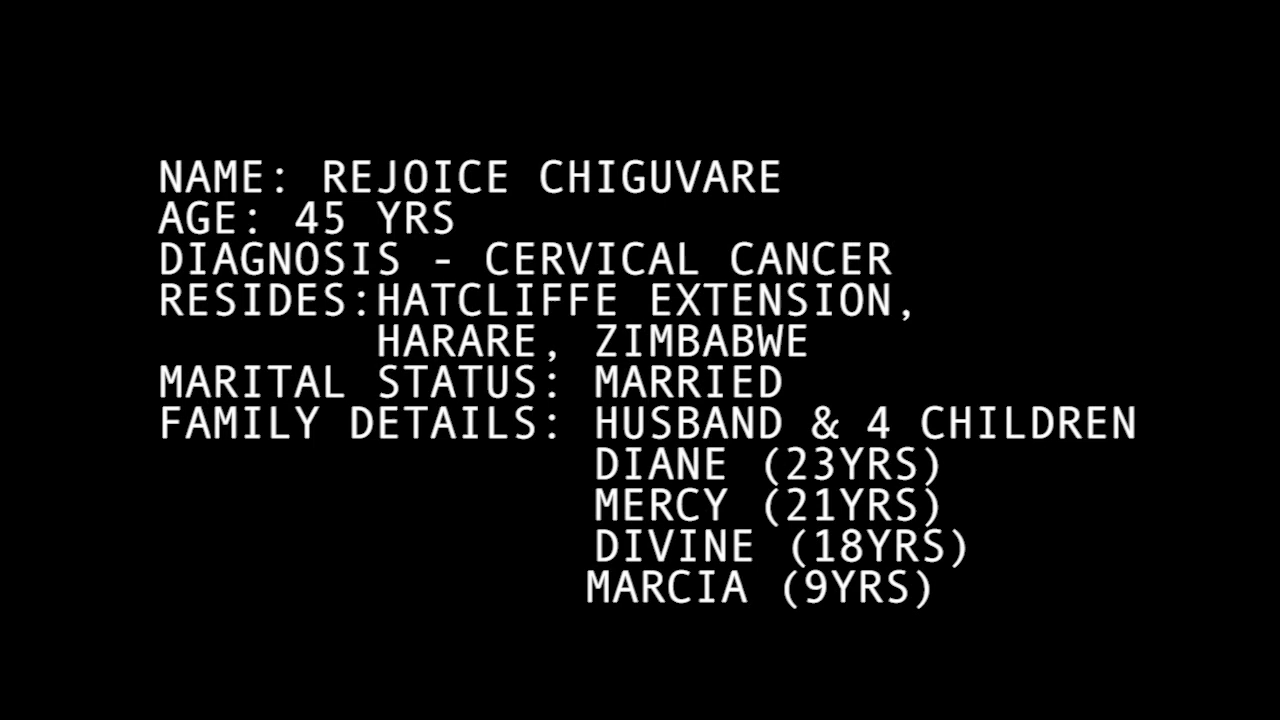 NAME: REJOICE CHIGUVARE
AGE: 45 YRS
DIAGNOSIS - CERVICAL CANCER
RESIDES:HATCLIFFE EXTENSION,
HARARE, ZIMBABWE
MARITAL STATUS: MARRIED
FAMILY DETAILS: HUSBAND & 4 CHILDREN
DIANE (23YRS)
MERCY (21YRS)
DIVINE (18YRS)
MARCIA (9YRS)